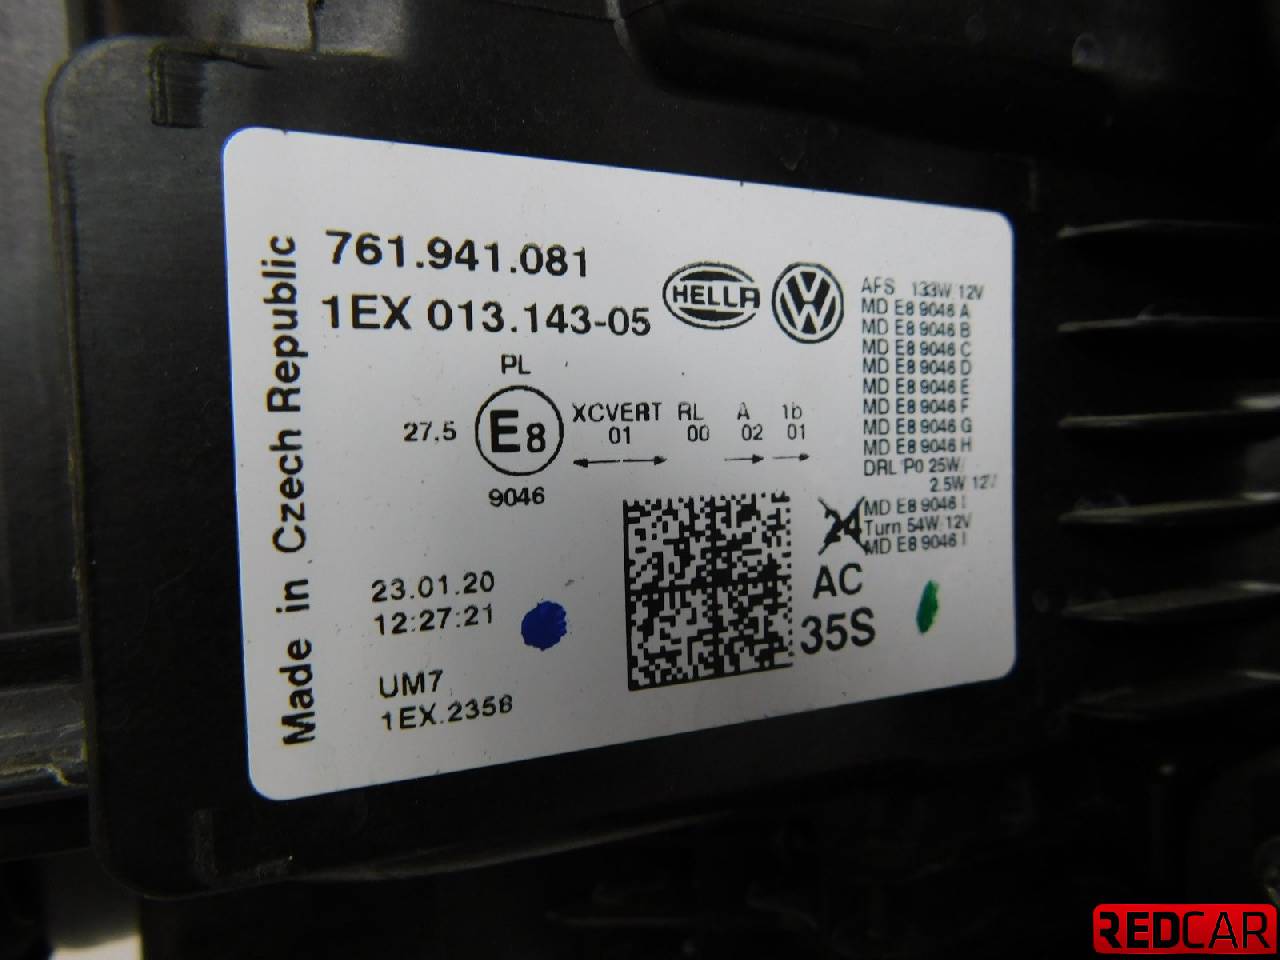 Made in Czech Republic
761.941.081
1EX 013.143-05
HELLA
PL
27,5
E8
XCVERT RL A 1b
01 00 02 01
9046
AFS 133W 12V
MD E8 9046 A
MD E8 9046 B
MD E8 9046 C
MD E8 9046 D
MD E8 9046 E
MD E8 9046 F
MD E8 9046 G
MD E8 9046 H
DRL PO 25W/
2.5W 12V
MD E8 9046 I
Turn 54W 12V
MD E8 9046 I
24
AC
35S
23.01.20
12:27:21
UM7
1EX.2358
REDCAR